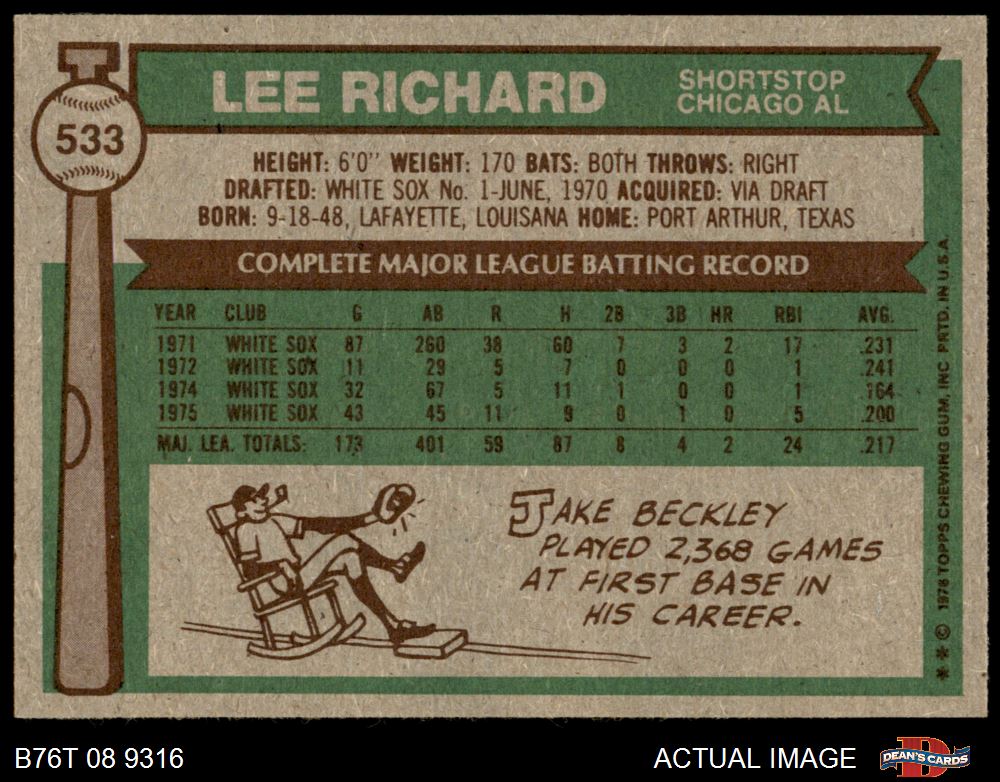 533
LEE RICHARD
SHORTSTOP
CHICAGO AL
HEIGHT: 6'0" WEIGHT: 170 BATS: BOTH THROWS: RIGHT
DRAFTED: WHITE SOX No. 1-JUNE, 1970 ACQUIRED: VIA DRAFT
BORN: 9-18-48, LAFAYETTE, LOUISANA HOME: PORT ARTHUR, TEXAS
COMPLETE MAJOR LEAGUE BATTING RECORD
YEAR CLUB G AB R H 2B 3B HR RBI AVG.
1971 WHITE SOX 87 260 38 60 7 3 2 17 .231
1972 WHITE SOX 11 29 5 7 0 0 0 1 .241
1974 WHITE SOX 32 67 5 11 1 0 0 1 .164
1975 WHITE SOX 43 45 11 9 0 1 0 5 .200
MAJ. LEA. TOTALS: 173 401 59 87 8 4 2 24 .217
JAKE BECKLEY
PLAYED 2,368 GAMES
AT FIRST BASE IN
HIS CAREER.
** © 1976 TOPPS CHEWING GUM, INC PRTD. IN U.S.A.
B76T 08 9316
ACTUAL IMAGE
D
DEAN'S CARDS